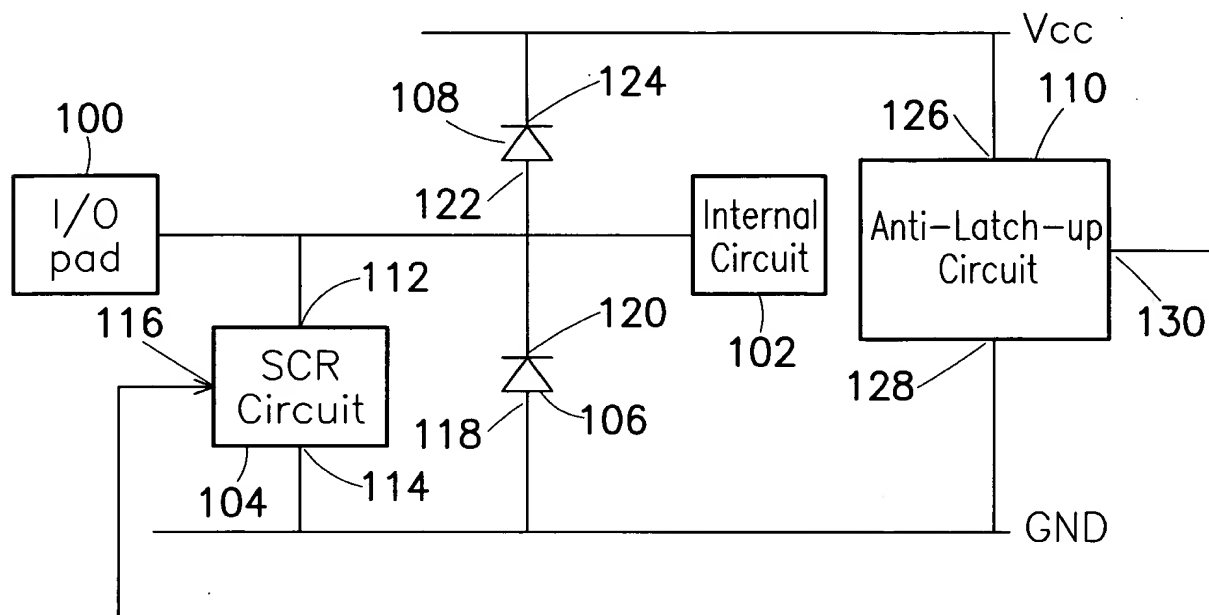 Vcc
124
108
110
126
100
I/O
pad
122
Internal
Circuit
Anti-Latch-up
Circuit
112
120
130
116
102
SCR
Circuit
128
118
106
104
114
GND